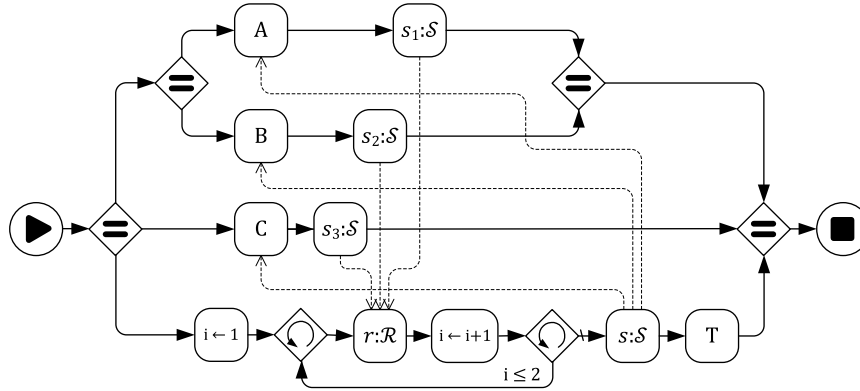 A
s₁:𝒮
B
s₂:𝒮
C
s₃:𝒮
i ← 1
r:ℛ
i ← i+1
s:𝒮
T
i ≤ 2